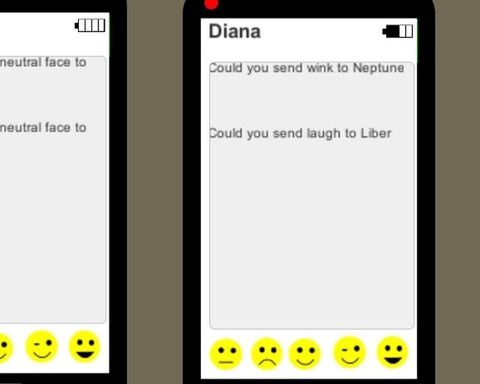 neutral face to
neutral face to
Diana
Could you send wink to Neptune
Could you send laugh to Liber